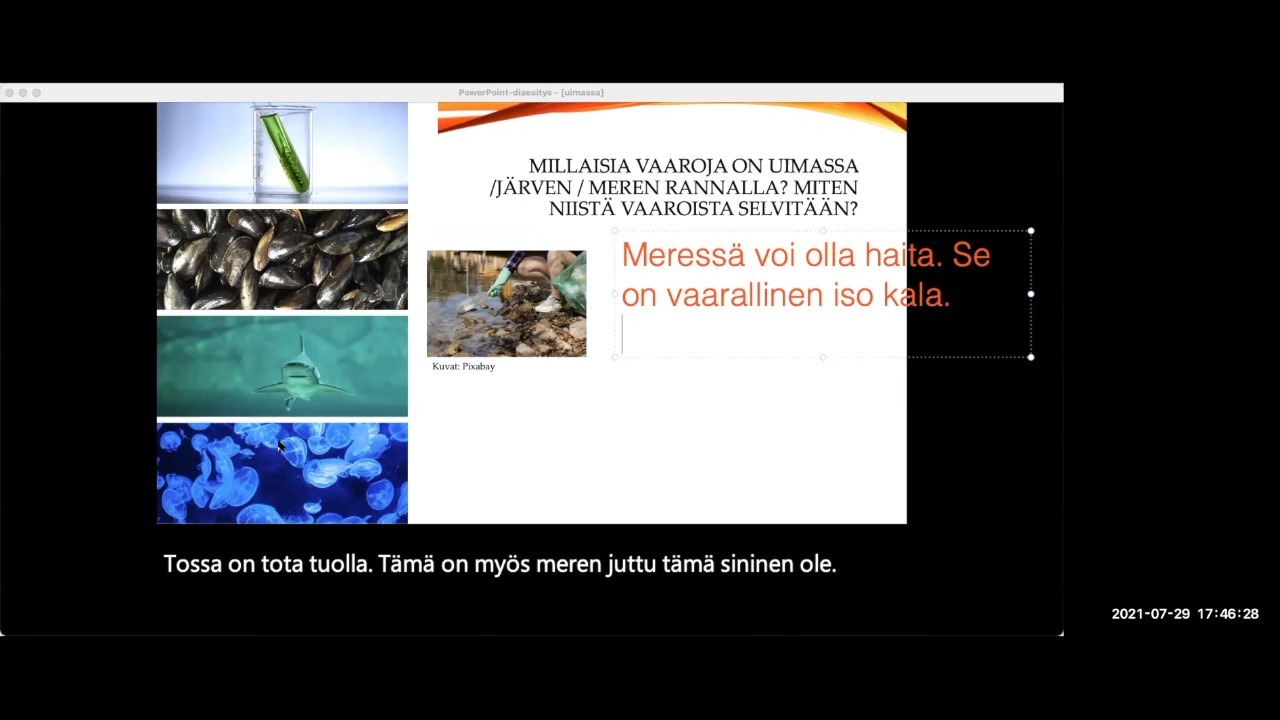 PowerPoint-diaesitys - [uimassa]
MILLAISIA VAAROJA ON UIMASSA
/JÄRVEN / MEREN RANNALLA? MITEN
NIISTÄ VAAROISTA SELVITÄÄN?
Meressä voi olla haita. Se
on vaarallinen iso kala.
Kuvat: Pixabay
Tossa on tota tuolla. Tämä on myös meren juttu tämä sininen ole.
2021-07-29 17:46:28